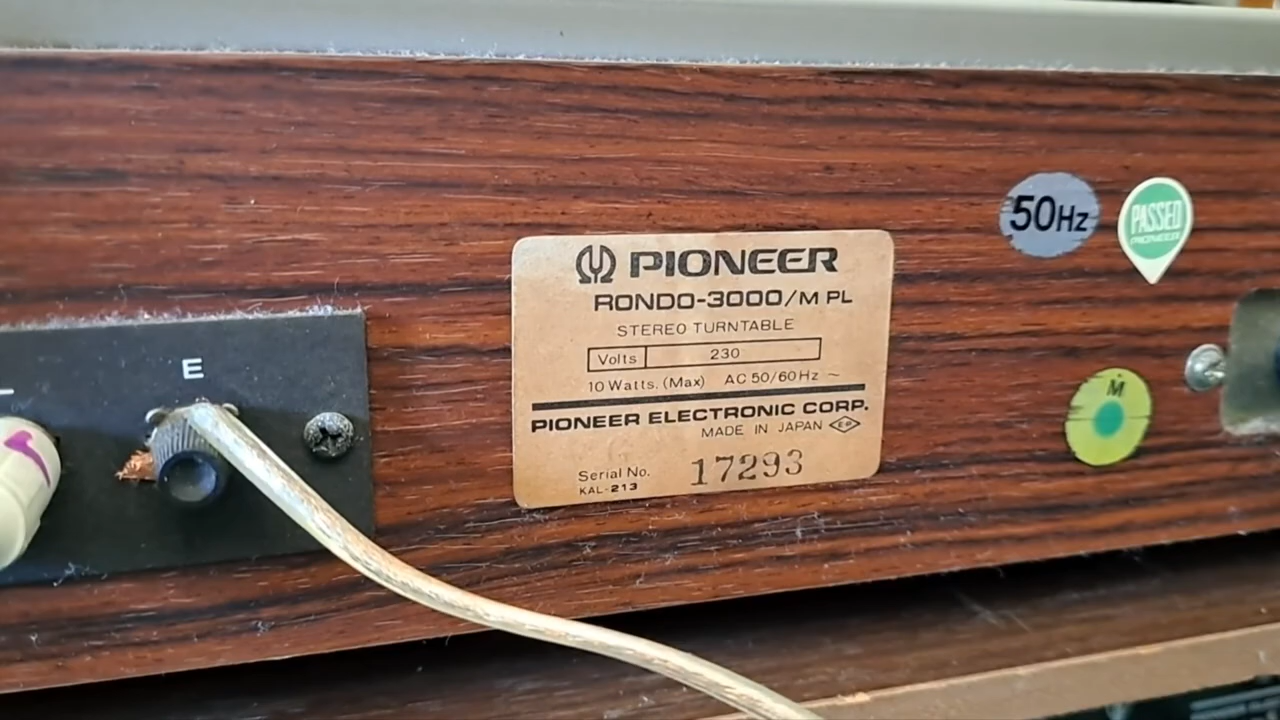 PIONEER
RONDO-3000/M PL
STEREO TURNTABLE
Volts 230
10 Watts. (Max) AC 50/60Hz ~
PIONEER ELECTRONIC CORP.
MADE IN JAPAN
Serial No. 17293
KAL-213
E
50Hz
PASSED
PIONEER
M